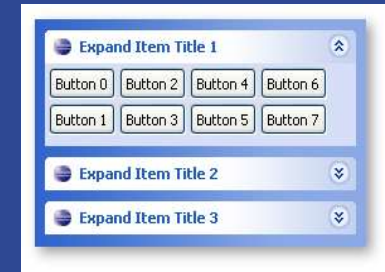 Expand Item Title 1
Button 0 Button 2 Button 4 Button 6
Button 1 Button 3 Button 5 Button 7
Expand Item Title 2
Expand Item Title 3